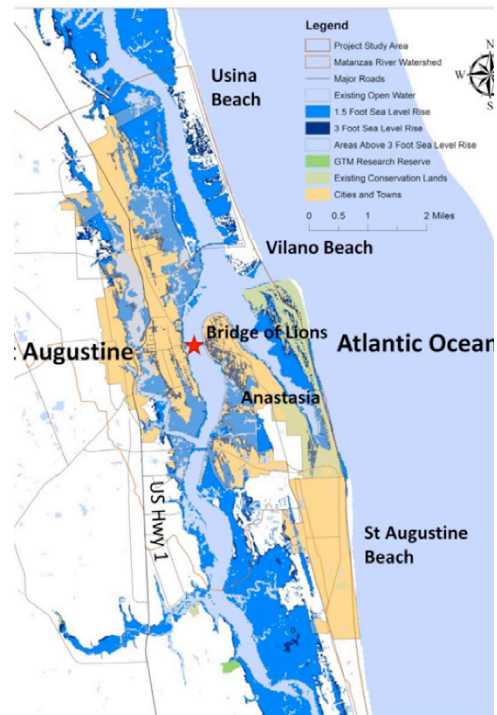 Legend
Project Study Area
Matanzas River Watershed
Major Roads
Existing Open Water
1.5 Foot Sea Level Rise
3 Foot Sea Level Rise
Areas Above 3 Foot Sea Level Rise
GTM Research Reserve
Existing Conservation Lands
Cities and Towns
0 0.5 1 2 Miles
N
W
S
Usina
Beach
Vilano Beach
Bridge of Lions
Augustine
Atlantic Ocean
Anastasia
US Hwy 1
St Augustine
Beach